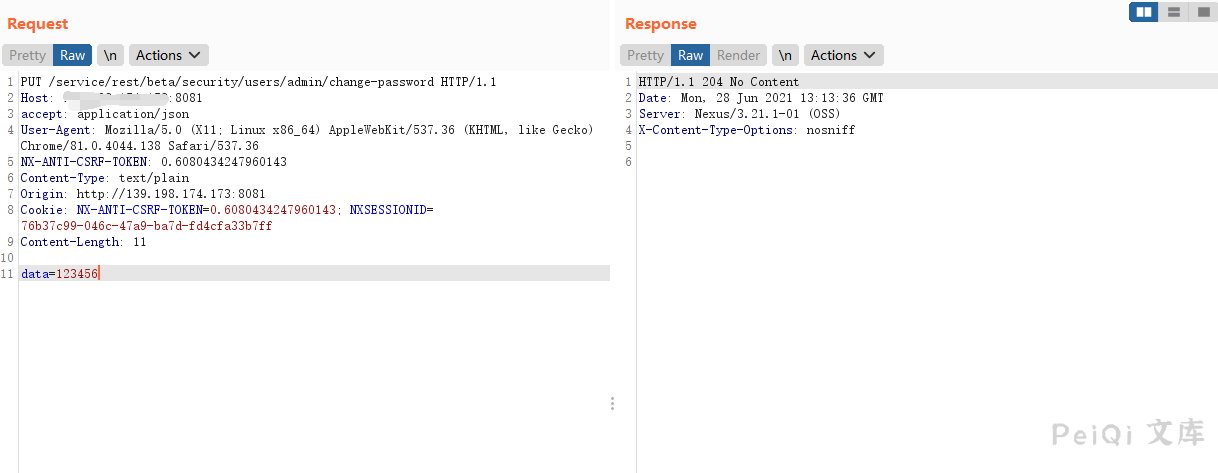 Request
Pretty Raw \n Actions
1 PUT /service/rest/beta/security/users/admin/change-password HTTP/1.1
2 Host: :8081
3 accept: application/json
4 User-Agent: Mozilla/5.0 (X11; Linux x86_64) AppleWebKit/537.36 (KHTML, like Gecko)
Chrome/81.0.4044.138 Safari/537.36
5 NX-ANTI-CSRF-TOKEN: 0.6080434247960143
6 Content-Type: text/plain
7 Origin: http://139.198.174.173:8081
8 Cookie: NX-ANTI-CSRF-TOKEN=0.6080434247960143; NXSESSIONID=
76b37c99-046c-47a9-ba7d-fd4cfa33b7ff
9 Content-Length: 11
10
11 data=123456
Response
Pretty Raw Render \n Actions
1 HTTP/1.1 204 No Content
2 Date: Mon, 28 Jun 2021 13:13:36 GMT
3 Server: Nexus/3.21.1-01 (OSS)
4 X-Content-Type-Options: nosniff
5
6
PeiQi 文库